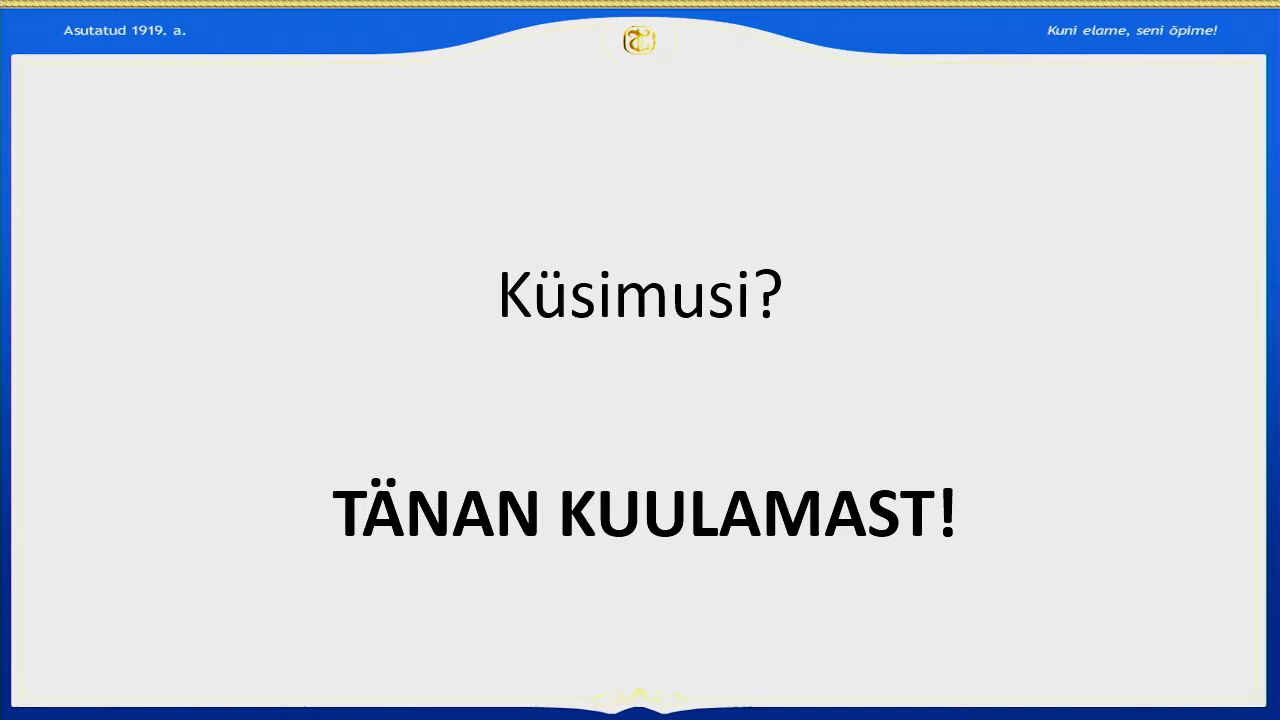 Asutatud 1919. a.
Kuni elame, seni õpime!
Küsimusi?
TÄNAN KUULAMAST!